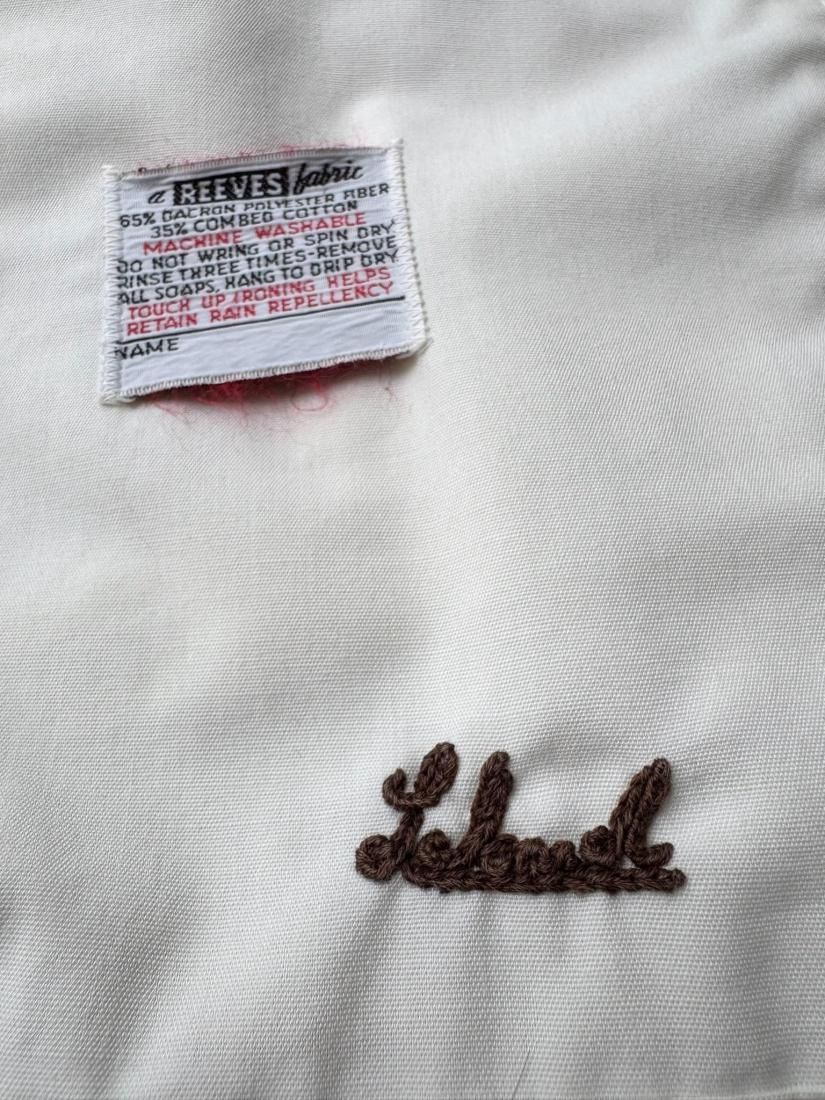 a REEVES fabric
65% DACRON POLYESTER FIBER
35% COMBED COTTON
MACHINE WASHABLE
DO NOT WRING OR SPIN DRY
RINSE THREE TIMES-REMOVE
ALL SOAPS, HANG TO DRIP DRY
TOUCH UP IRONING HELPS
RETAIN RAIN REPELLENCY
NAME